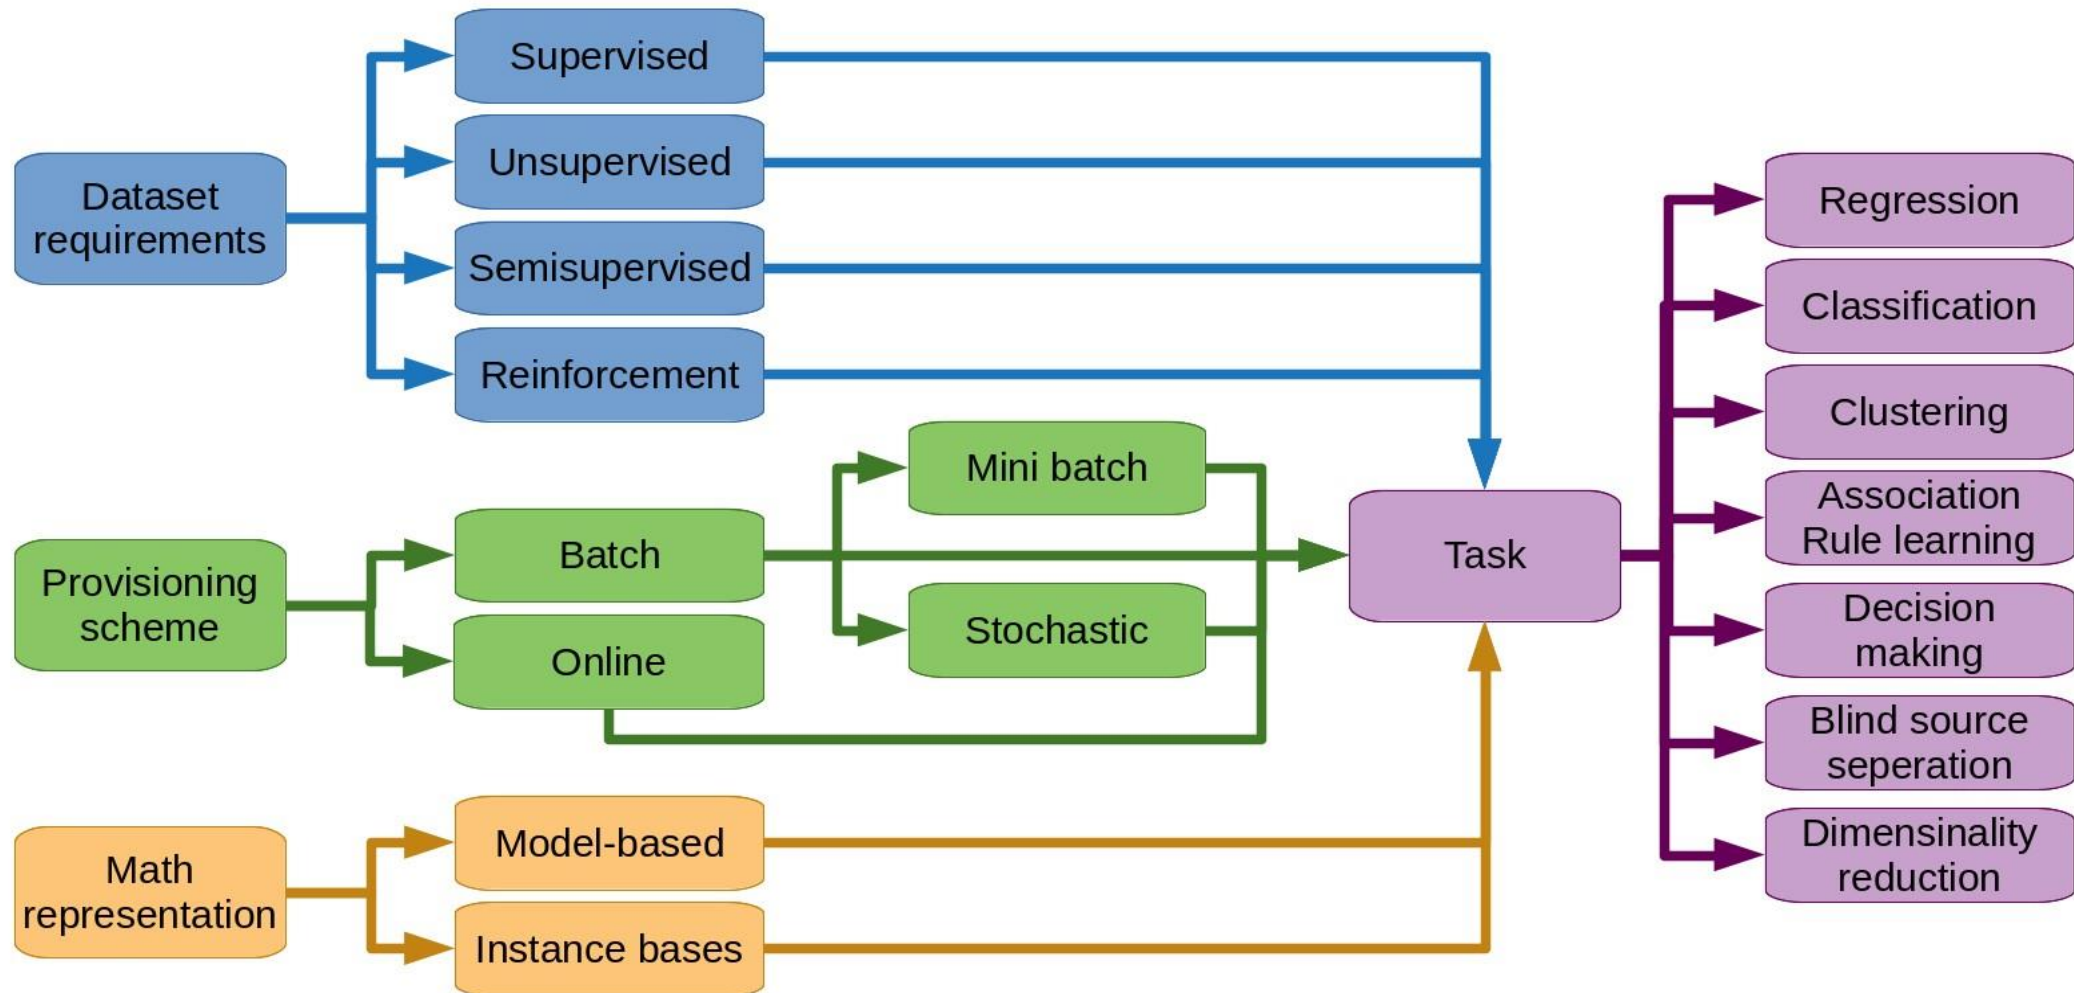 Dataset
requirements
Supervised
Unsupervised
Semisupervised
Reinforcement
Provisioning
scheme
Batch
Online
Mini batch
Stochastic
Math
representation
Model-based
Instance bases
Task
Regression
Classification
Clustering
Association
Rule learning
Decision
making
Blind source
seperation
Dimensinality
reduction